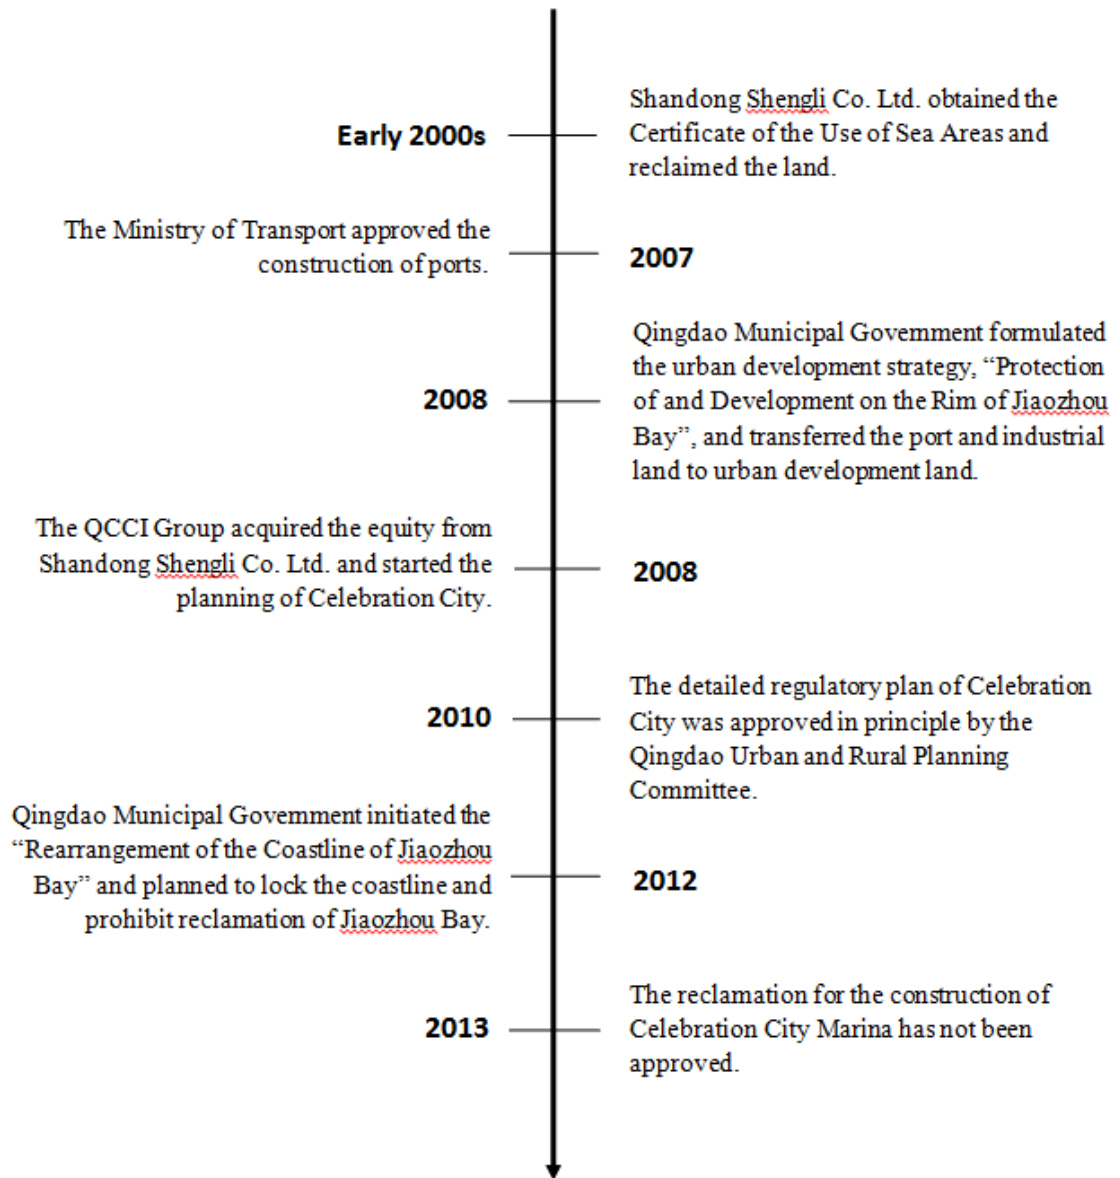 Early 2000s
Shandong Shengli Co. Ltd. obtained the
Certificate of the Use of Sea Areas and
reclaimed the land.
The Ministry of Transport approved the
construction of ports.
2007
2008
Qingdao Municipal Government formulated
the urban development strategy, “Protection
of and Development on the Rim of Jiaozhou
Bay”, and transferred the port and industrial
land to urban development land.
The QCCI Group acquired the equity from
Shandong Shengli Co. Ltd. and started the
planning of Celebration City.
2008
2010
The detailed regulatory plan of Celebration
City was approved in principle by the
Qingdao Urban and Rural Planning
Committee.
Qingdao Municipal Government initiated the
“Rearrangement of the Coastline of Jiaozhou
Bay” and planned to lock the coastline and
prohibit reclamation of Jiaozhou Bay.
2012
2013
The reclamation for the construction of
Celebration City Marina has not been
approved.